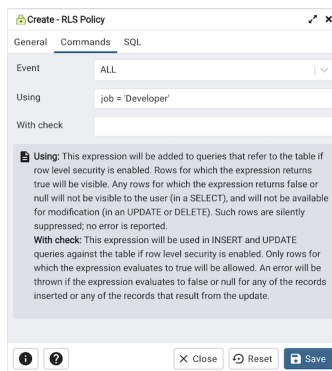 Create - RLS Policy
General Commands SQL
Event ALL
Using job = 'Developer'
With check
Using: This expression will be added to queries that refer to the table if
row level security is enabled. Rows for which the expression returns
true will be visible. Any rows for which the expression returns false or
null will not be visible to the user (in a SELECT), and will not be available
for modification (in an UPDATE or DELETE). Such rows are silently
suppressed; no error is reported.
With check: This expression will be used in INSERT and UPDATE
queries against the table if row level security is enabled. Only rows for
which the expression evaluates to true will be allowed. An error will be
thrown if the expression evaluates to false or null for any of the records
inserted or any of the records that result from the update.
Close Reset Save